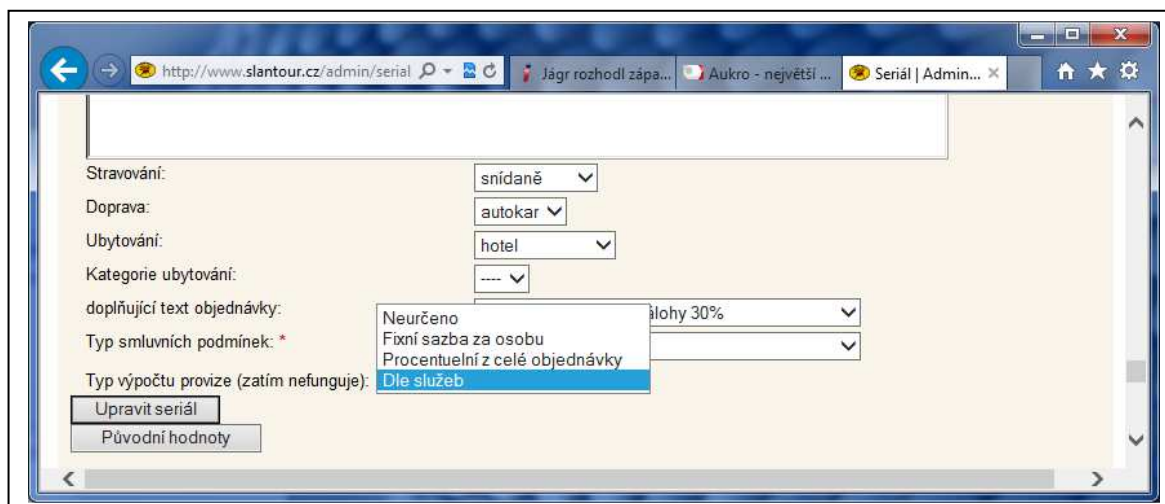 http://www.slantour.cz/admin/serial
Jágr rozhodl zápa...
Aukro - největší ...
Seriál | Admin...
Stravování: snídaně
Doprava: autokar
Ubytování: hotel
Kategorie ubytování: ----
doplňující text objednávky: álohy 30%
Typ smluvních podmínek: *
Typ výpočtu provize (zatím nefunguje):
Neurčeno
Fixní sazba za osobu
Procentuelní z celé objednávky
Dle služeb
Upravit seriál
Původní hodnoty